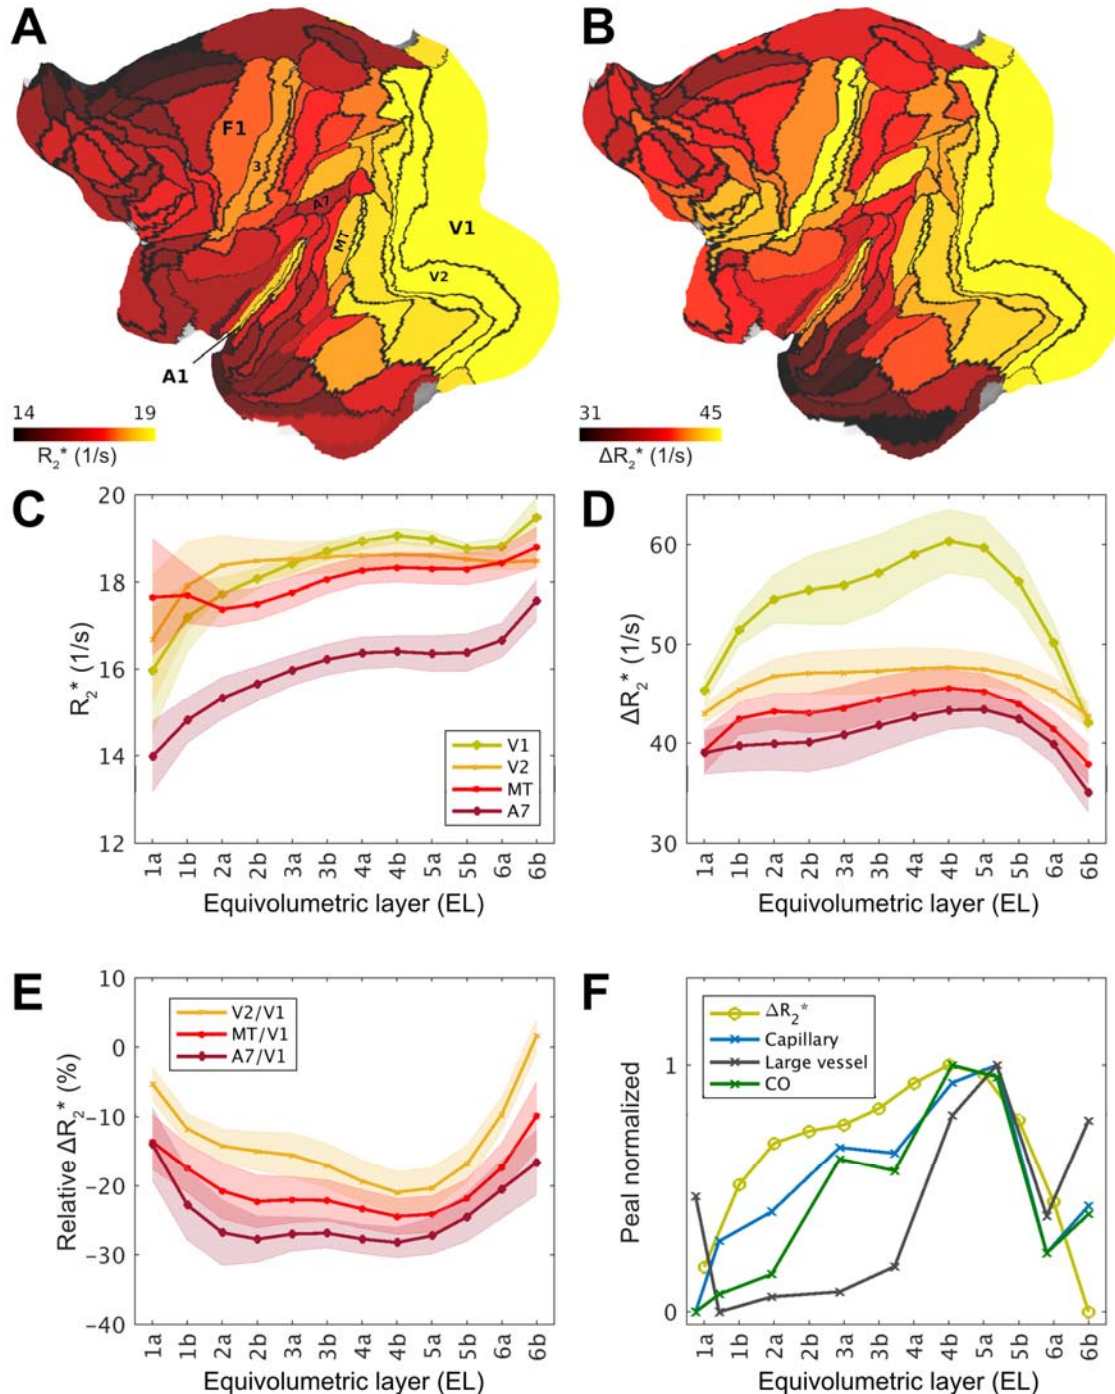 A
B
F1
3
A7
MT
V1
V2
A1
14 19
R₂* (1/s)
31 45
ΔR₂* (1/s)
C
20
18
16
14
12
R₂* (1/s)
V1
V2
MT
A7
1a 1b 2a 2b 3a 3b 4a 4b 5a 5b 6a 6b
Equivolumetric layer (EL)
D
60
50
40
30
ΔR₂* (1/s)
1a 1b 2a 2b 3a 3b 4a 4b 5a 5b 6a 6b
Equivolumetric layer (EL)
E
10
0
−10
−20
−30
−40
Relative ΔR₂* (%)
V2/V1
MT/V1
A7/V1
1a 1b 2a 2b 3a 3b 4a 4b 5a 5b 6a 6b
Equivolumetric layer (EL)
F
1
0
Peal normalized
ΔR₂*
Capillary
Large vessel
CO
1a 1b 2a 2b 3a 3b 4a 4b 5a 5b 6a 6b
Equivolumetric layer (EL)